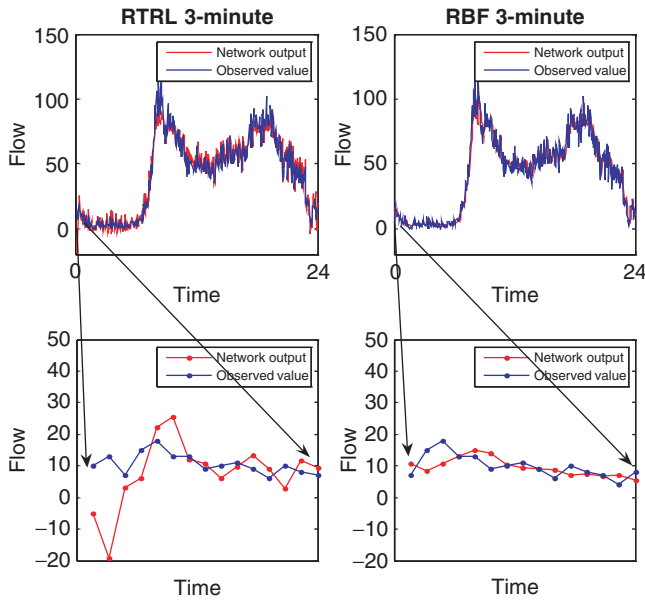 RTRL 3-minute
150
100
50
0
Flow
Network output
Observed value
0
24
Time
RBF 3-minute
150
100
50
0
Flow
Network output
Observed value
0
24
Time
50
40
30
20
10
0
−10
−20
Flow
Network output
Observed value
Time
50
40
30
20
10
0
−10
−20
Flow
Network output
Observed value
Time